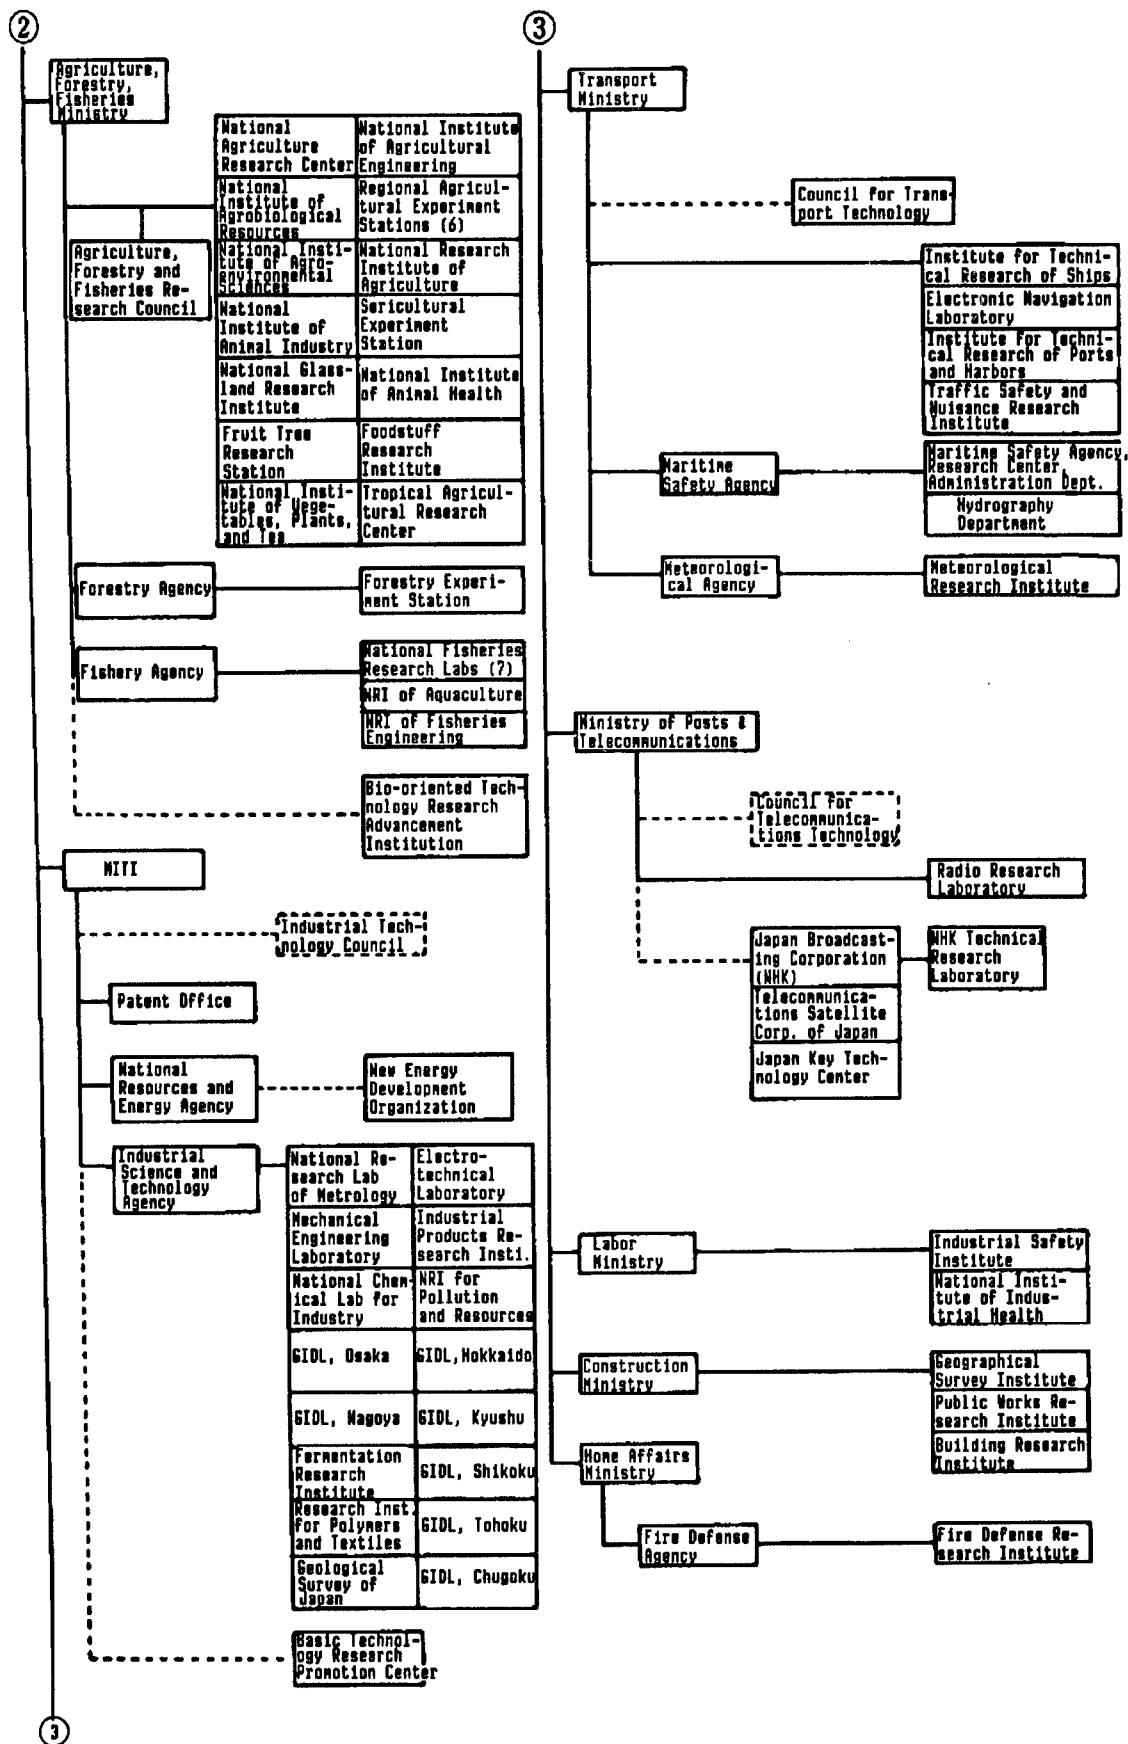 ②
Agriculture,
Forestry,
Fisheries
Ministry
National
Agriculture
Research Center
National Institute
of Agricultural
Engineering
National
Institute of
Agrobiological
Resources
Regional Agricul-
tural Experiment
Stations (6)
Agriculture,
Forestry and
Fisheries Re-
search Council
National Insti-
tute of Agro-
environmental
Sciences
National Research
Institute of
Agriculture
National
Institute of
Animal Industry
Sericultural
Experiment
Station
National Glass-
land Research
Institute
National Institute
of Animal Health
Fruit Tree
Research
Station
Foodstuff
Research
Institute
National Insti-
tute of Vege-
tables, Plants,
and Tea
Tropical Agricul-
tural Research
Center
Forestry Agency
Forestry Experi-
ment Station
Fishery Agency
National Fisheries
Research Labs (7)
NRI of Aquaculture
NRI of Fisheries
Engineering
Bio-oriented Tech-
nology Research
Advancement
Institution
MITI
Industrial Tech-
nology Council
Patent Office
National
Resources and
Energy Agency
New Energy
Development
Organization
Industrial
Science and
Technology
Agency
National Re-
search Lab
of Metrology
Electro-
technical
Laboratory
Mechanical
Engineering
Laboratory
Industrial
Products Re-
search Insti.
National Chem-
ical Lab for
Industry
NRI for
Pollution
and Resources
GIDL, Osaka
GIDL,Hokkaido
GIDL, Nagoya
GIDL, Kyushu
Fermentation
Research
Institute
GIDL, Shikoku
Research Inst.
for Polymers
and Textiles
GIDL, Tohoku
Geological
Survey of
Japan
GIDL, Chugoku
Basic Technol-
ogy Research
Promotion Center
③
③
Transport
Ministry
Council for Trans-
port Technology
Institute for Techni-
cal Research of Ships
Electronic Navigation
Laboratory
Institute for Techni-
cal Research of Ports
and Harbors
Traffic Safety and
Nuisance Research
Institute
Maritime
Safety Agency
Maritime Safety Agency,
Research Center,
Administration Dept.
Hydrography
Department
Meteorologi-
cal Agency
Meteorological
Research Institute
Ministry of Posts &
Telecommunications
Council for
Telecommunica-
tions Technology
Radio Research
Laboratory
Japan Broadcast-
ing Corporation
(NHK)
NHK Technical
Research
Laboratory
Telecommunica-
tions Satellite
Corp. of Japan
Japan Key Tech-
nology Center
Labor
Ministry
Industrial Safety
Institute
National Insti-
tute of Indus-
trial Health
Construction
Ministry
Geographical
Survey Institute
Public Works Re-
search Institute
Building Research
Institute
Home Affairs
Ministry
Fire Defense
Agency
Fire Defense Re-
search Institute